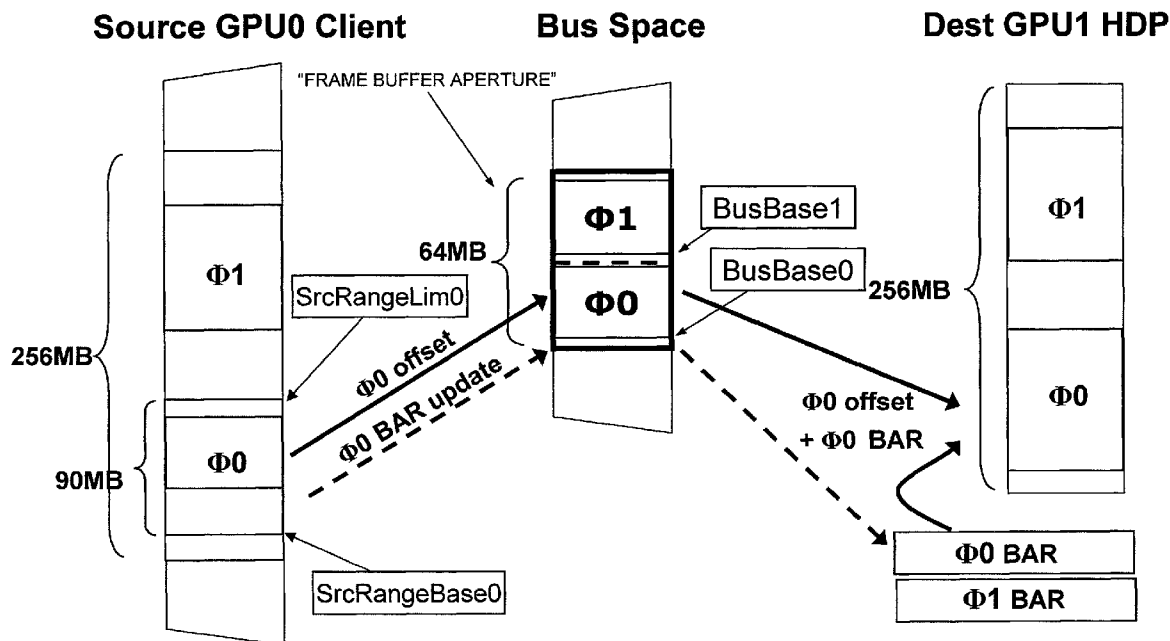 Source GPU0 Client
Bus Space
Dest GPU1 HDP
"FRAME BUFFER APERTURE"
Φ1
256MB
SrcRangeLim0
Φ0
90MB
SrcRangeBase0
Φ0 offset
Φ0 BAR update
64MB
Φ1
Φ0
BusBase1
BusBase0
Φ0 offset
+ Φ0 BAR
256MB
Φ1
Φ0
Φ0 BAR
Φ1 BAR